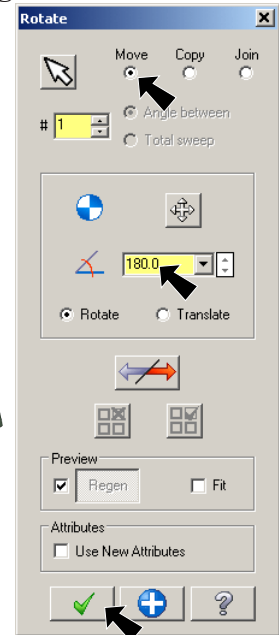 Rotate
Move Copy Join
# 1
Angle between
Total sweep
180.0
Rotate Translate
Preview
Regen Fit
Attributes
Use New Attributes